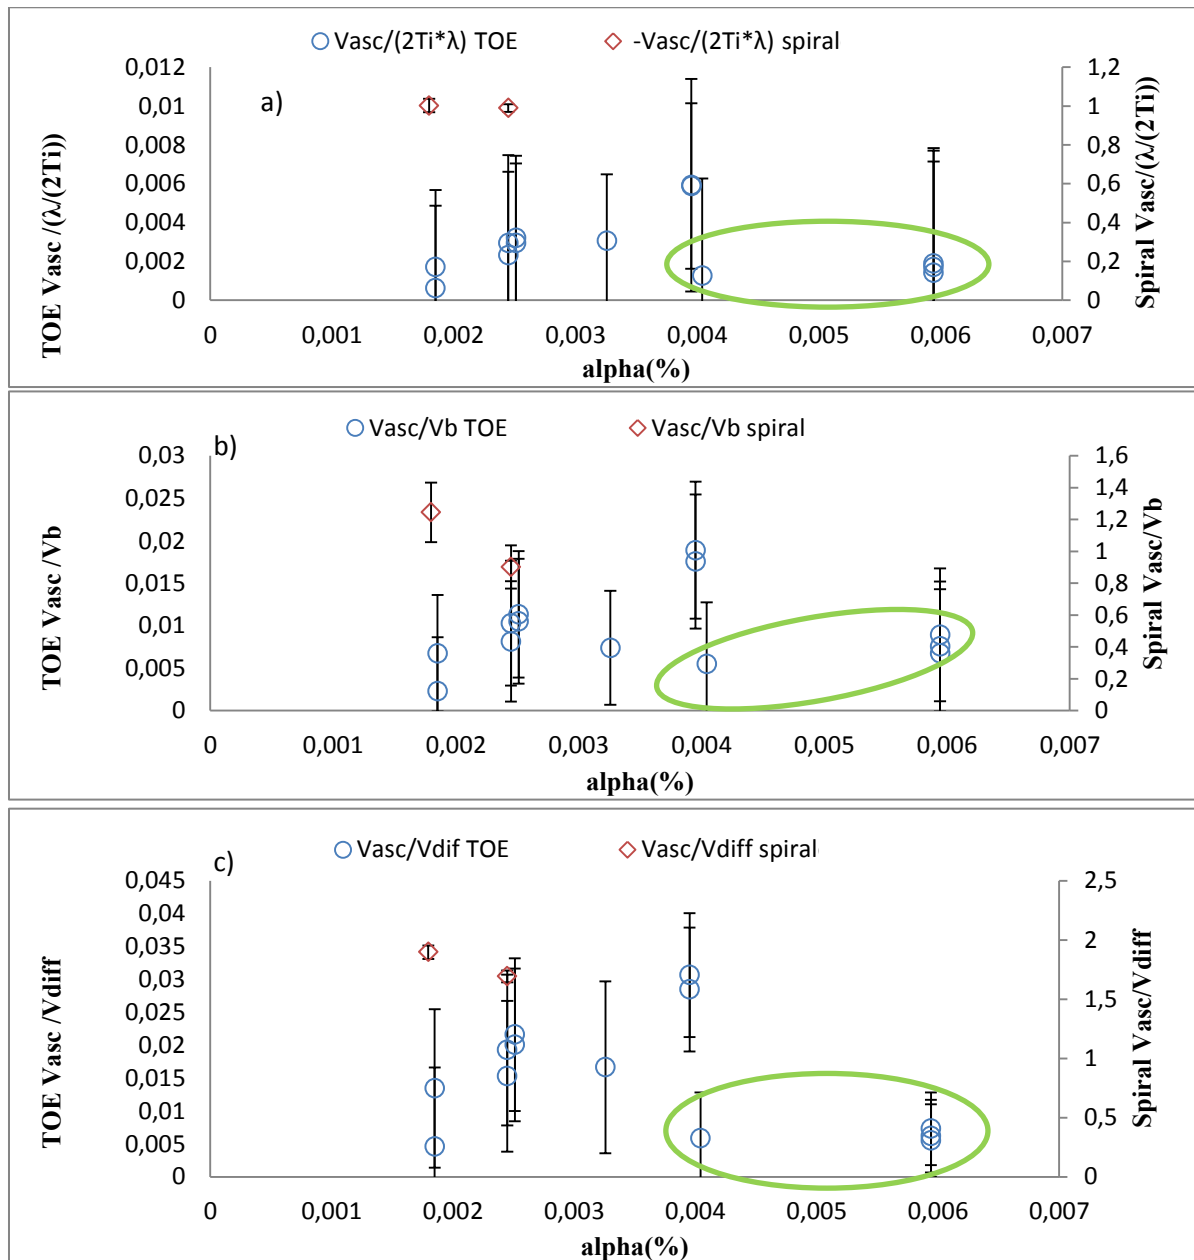 Vasc/(2Ti*λ) TOE -Vasc/(2Ti*λ) spiral
a)
TOE Vasc /(λ/(2Ti))
0,012
0,01
0,008
0,006
0,004
0,002
0
1,2
1
0,8
0,6
0,4
0,2
0
Spiral Vasc/(λ/(2Ti))
0 0,001 0,002 0,003 0,004 0,005 0,006 0,007
alpha(%)
Vasc/Vb TOE Vasc/Vb spiral
b)
TOE Vasc /Vb
0,03
0,025
0,02
0,015
0,01
0,005
0
1,6
1,4
1,2
1
0,8
0,6
0,4
0,2
0
Spiral Vasc/Vb
0 0,001 0,002 0,003 0,004 0,005 0,006 0,007
alpha(%)
Vasc/Vdif TOE Vasc/Vdiff spiral
c)
TOE Vasc /Vdiff
0,045
0,04
0,035
0,03
0,025
0,02
0,015
0,01
0,005
0
2,5
2
1,5
1
0,5
0
Spiral Vasc/Vdiff
0 0,001 0,002 0,003 0,004 0,005 0,006 0,007
alpha(%)